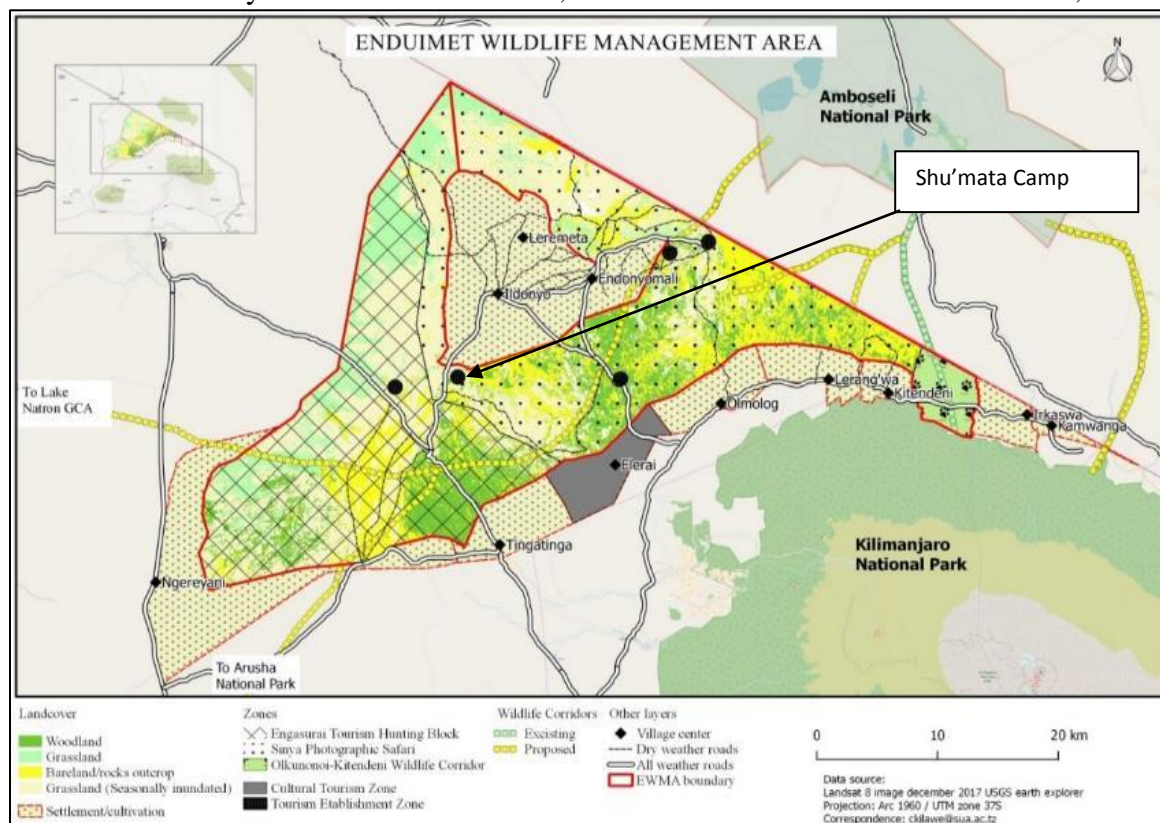 ENDUIMET WILDLIFE MANAGEMENT AREA
N
Amboseli
National Park
Shu'mata Camp
Leremeta
Endonyomali
Ildonyo
To Lake
Natron GCA
Lerang'wa
Kitendeni
Olmolog
Irkaswa
Kamwanga
Elerai
Tingatinga
Ngereyani
Kilimanjaro
National Park
To Arusha
National Park
Landcover
Woodland
Grassland
Bareland/rocks outcrop
Grassland (Seasonally inundated)
Settlement/cultivation
Zones
Engasurai Tourism Hunting Block
Sinya Photographic Safari
Olkunonoi-Kitendeni Wildlife Corridor
Cultural Tourism Zone
Tourism Etablishment Zone
Wildlife Corridors
Excisting
Proposed
Other layers
Village center
Dry weather roads
All weather roads
EWMA boundary
0 10 20 km
Data source:
Landsat 8 image december 2017 USGS earth explorer
Projection: Arc 1960 / UTM zone 37S
Correspondence: ckilawe@sua.ac.tz